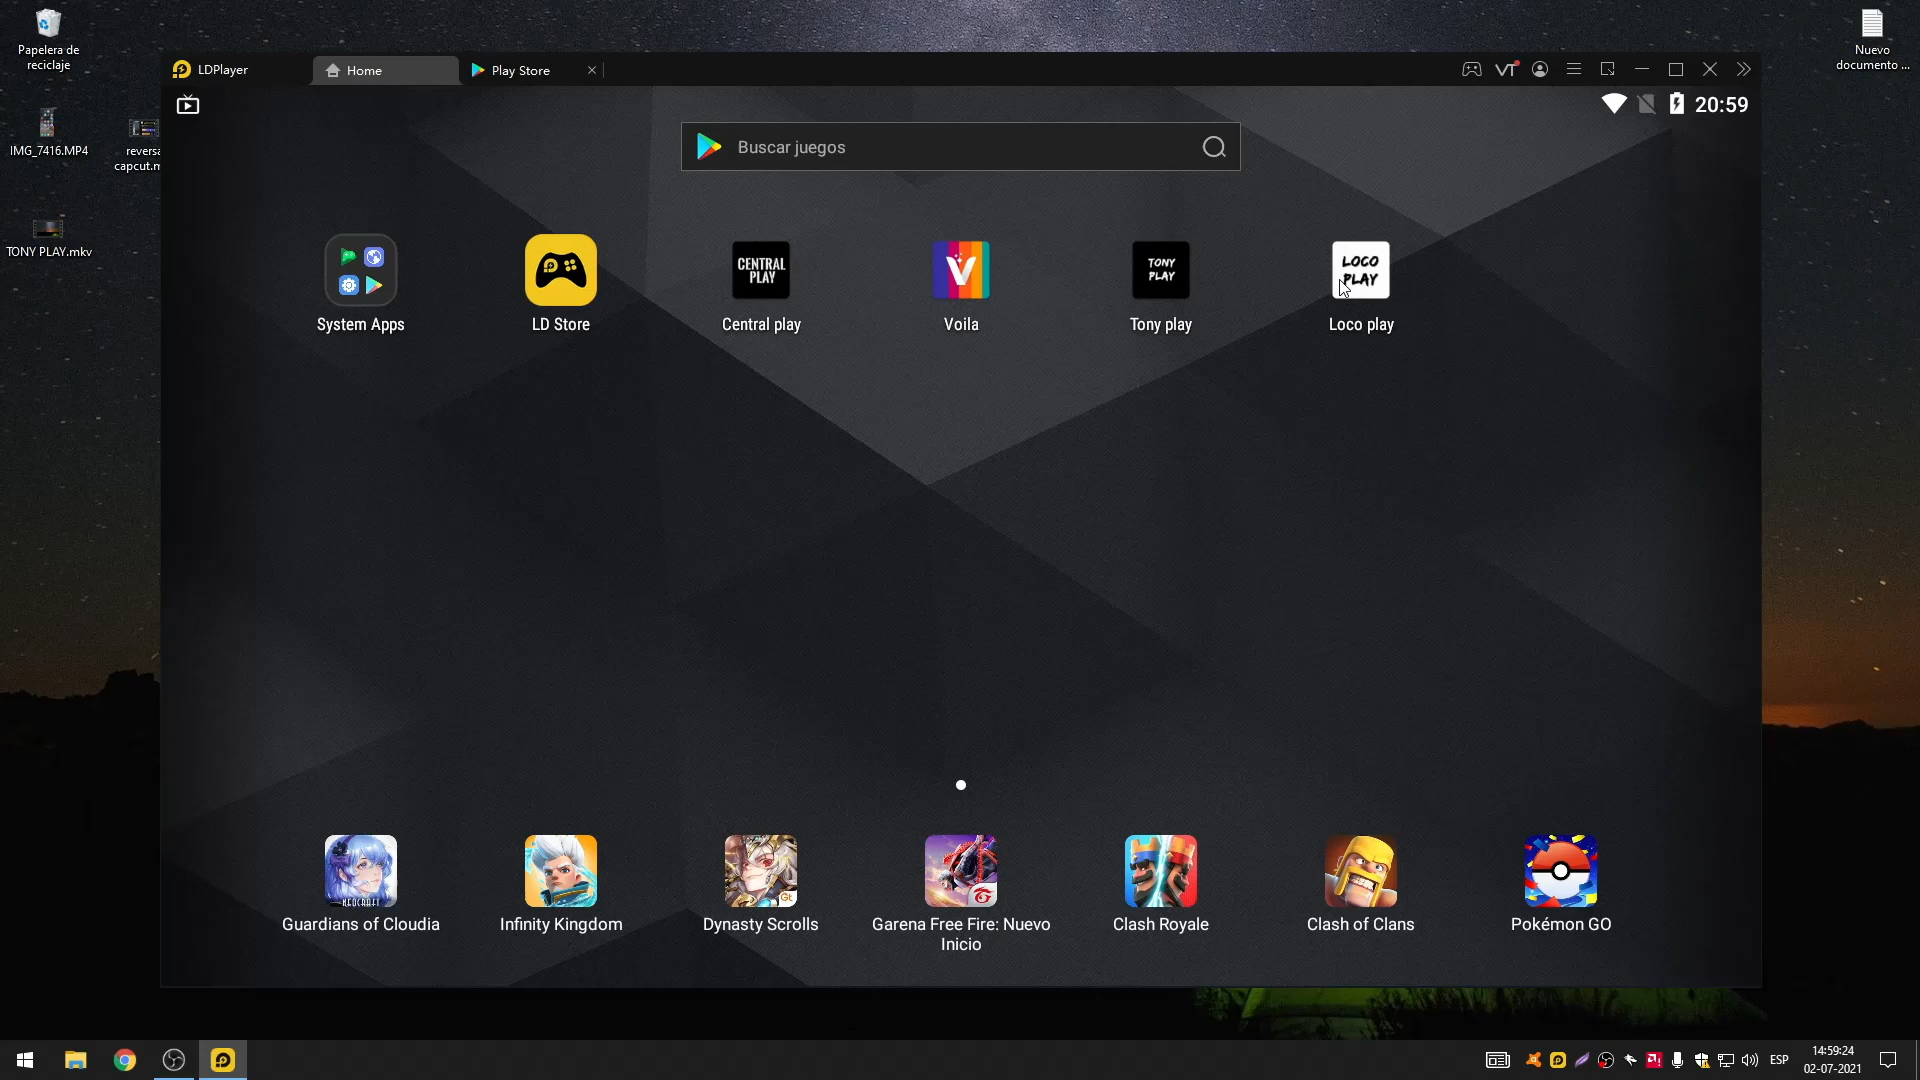 Papelera de
reciclaje
Nuevo
documento ...
LDPlayer
Home
Play Store
VT
20:59
Buscar juegos
IMG_7416.MP4
reversa
capcut.m
TONY PLAY.mkv
CENTRAL
PLAY
TONY
PLAY
LOCO
PLAY
System Apps
LD Store
Central play
Voila
Tony play
Loco play
NEOCRAFT
Gt
Guardians of Cloudia
Infinity Kingdom
Dynasty Scrolls
Garena Free Fire: Nuevo
Inicio
Clash Royale
Clash of Clans
Pokémon GO
ESP
14:59:24
02-07-2021